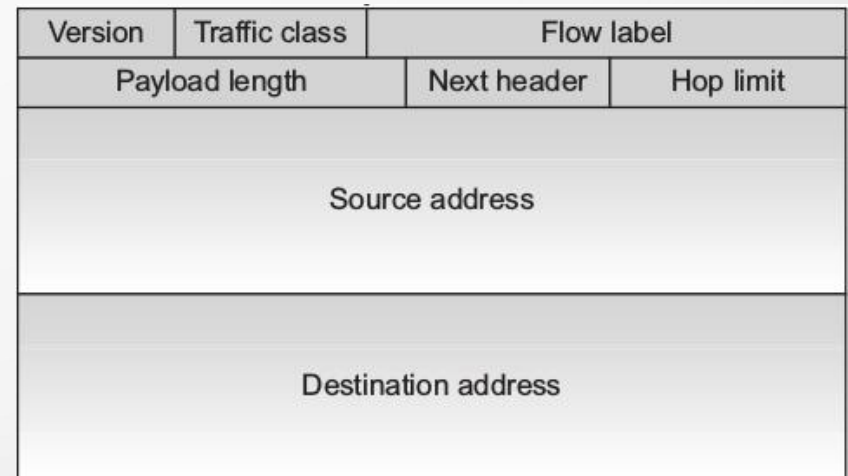 Version Traffic class Flow label
Payload length Next header Hop limit
Source address
Destination address